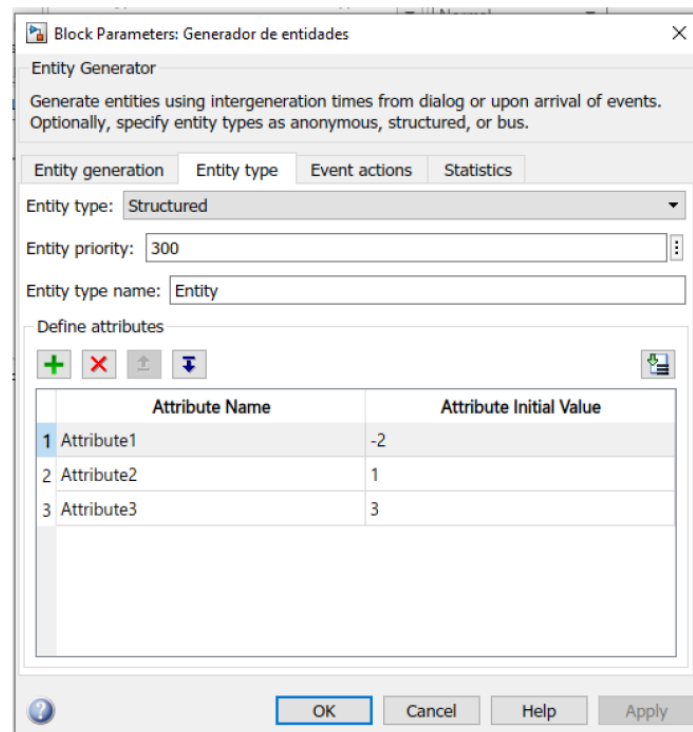 Block Parameters: Generador de entidades
Entity Generator
Generate entities using intergeneration times from dialog or upon arrival of events.
Optionally, specify entity types as anonymous, structured, or bus.
Entity generation Entity type Event actions Statistics
Entity type: Structured
Entity priority: 300
Entity type name: Entity
Define attributes
Attribute Name Attribute Initial Value
1 Attribute1 -2
2 Attribute2 1
3 Attribute3 3
OK Cancel Help Apply